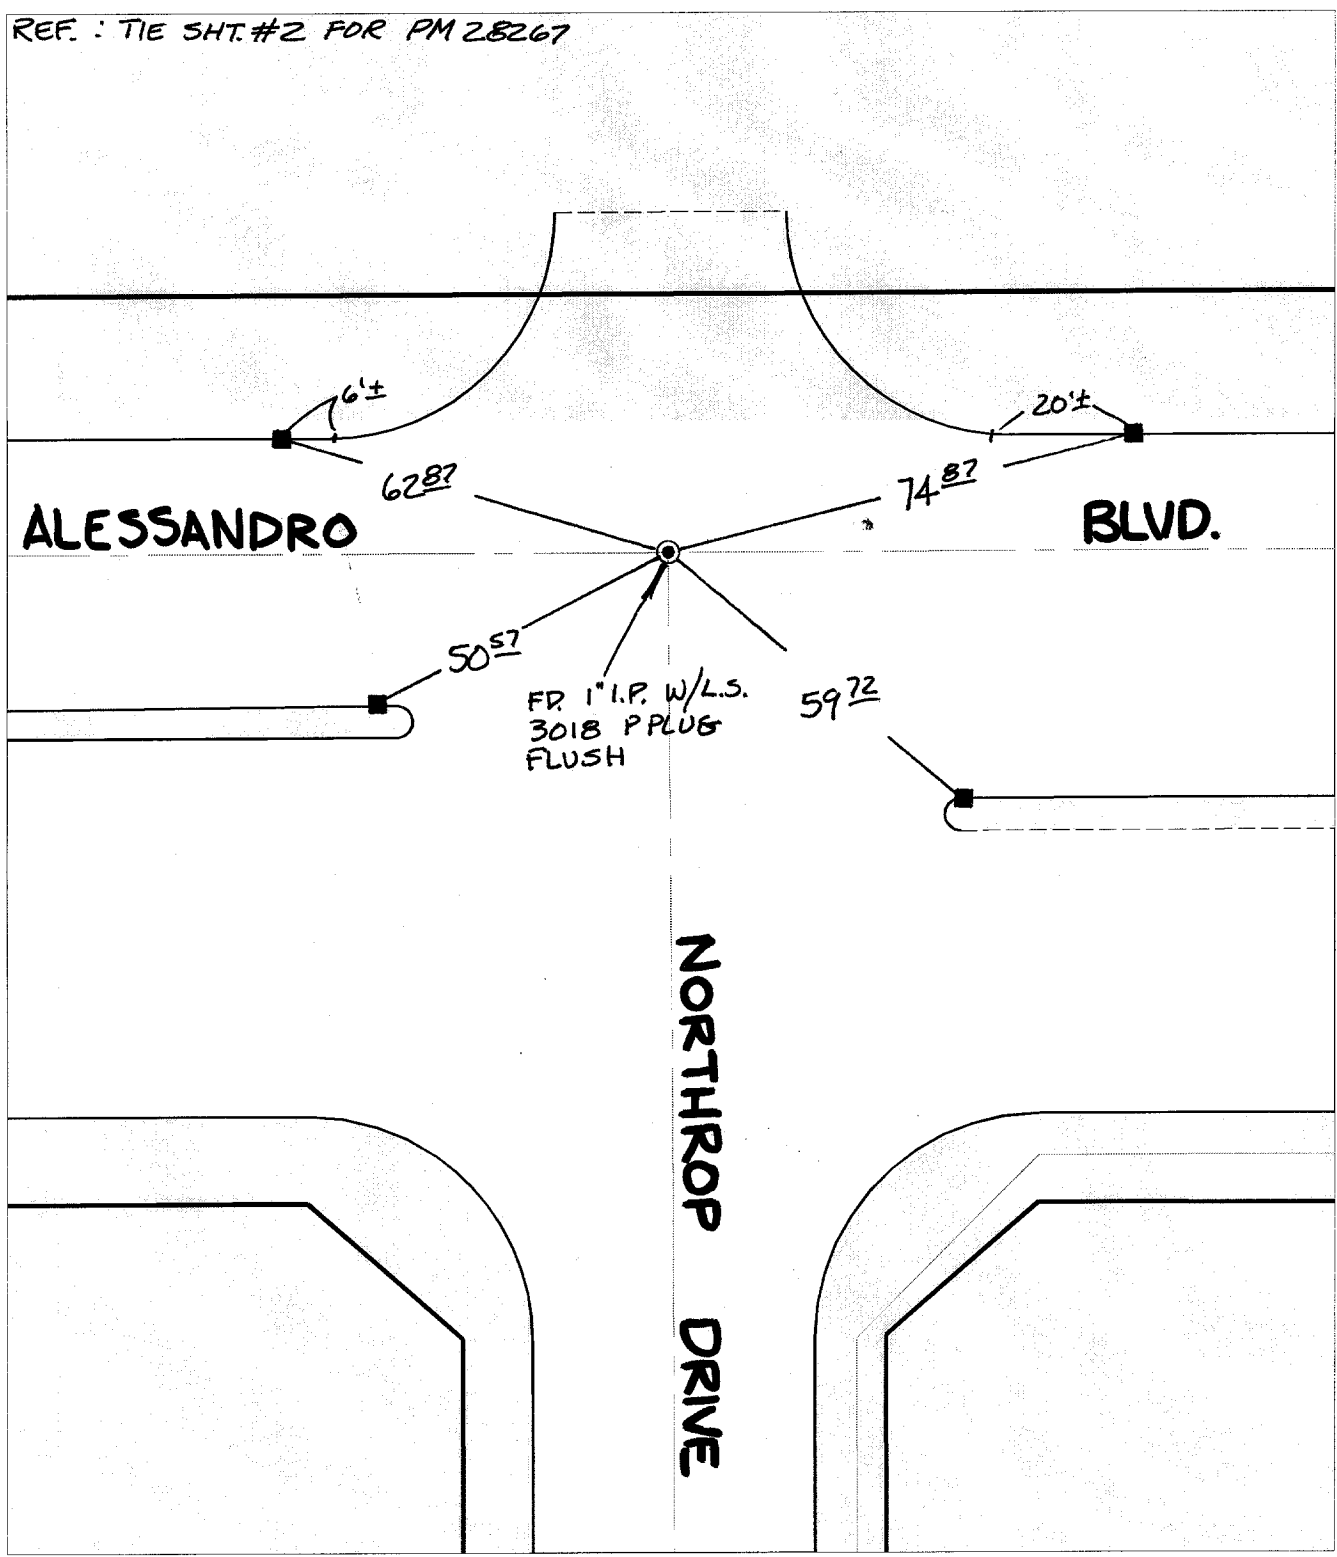 REF. : TIE SHT. #2 FOR PM 28267
6'±
20'±
62 87
74 87
ALESSANDRO
BLVD.
50 57
FD. 1" I.P. W/L.S.
3018 P PLUG
FLUSH
59 72
NORTHROP DRIVE